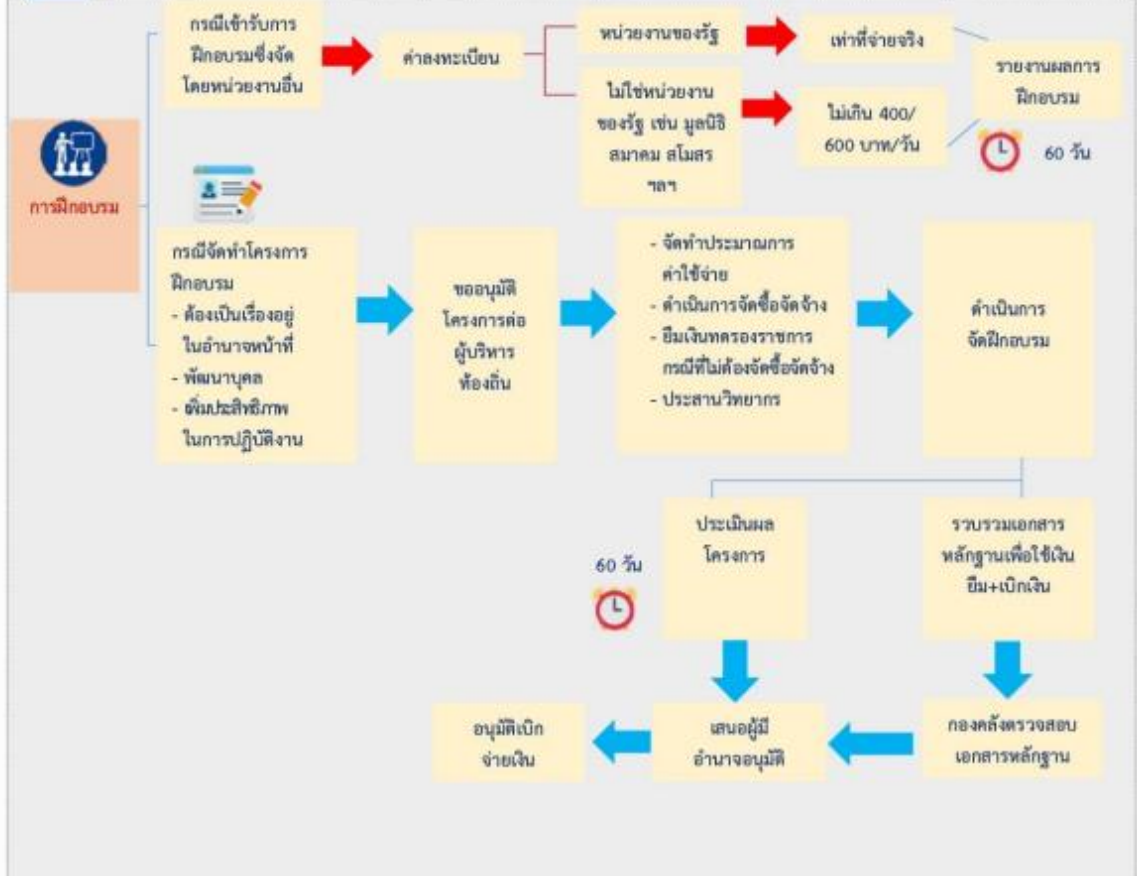 กรณีเข้ารับการ
ฝึกอบรมซึ่งจัด
โดยหน่วยงานอื่น
ค่าลงทะเบียน
หน่วยงานของรัฐ
เท่าที่จ่ายจริง
ไม่ใช่หน่วยงาน
ของรัฐ เช่น มูลนิธิ
สมาคม สโมสร
ฯลฯ
ไม่เกิน 400/
600 บาท/วัน
รายงานผลการ
ฝึกอบรม
60 วัน
การฝึกอบรม
กรณีจัดทำโครงการ
ฝึกอบรม
- ต้องเป็นเรื่องอยู่
ในอำนาจหน้าที่
- พัฒนาบุคล
- เพิ่มประสิทธิภาพ
ในการปฏิบัติงาน
ขออนุมัติ
โครงการต่อ
ผู้บริหาร
ท้องถิ่น
- จัดทำประมาณการ
ค่าใช้จ่าย
- ดำเนินการจัดซื้อจัดจ้าง
- ยืมเงินทดรองราชการ
กรณีที่ไม่ต้องจัดซื้อจัดจ้าง
- ประสานวิทยากร
ดำเนินการ
จัดฝึกอบรม
ประเมินผล
โครงการ
60 วัน
รวบรวมเอกสาร
หลักฐานเพื่อใช้เงิน
ยืม+เบิกเงิน
กองคลังตรวจสอบ
เอกสารหลักฐาน
เสนอผู้มี
อำนาจอนุมัติ
อนุมัติเบิก
จ่ายเงิน